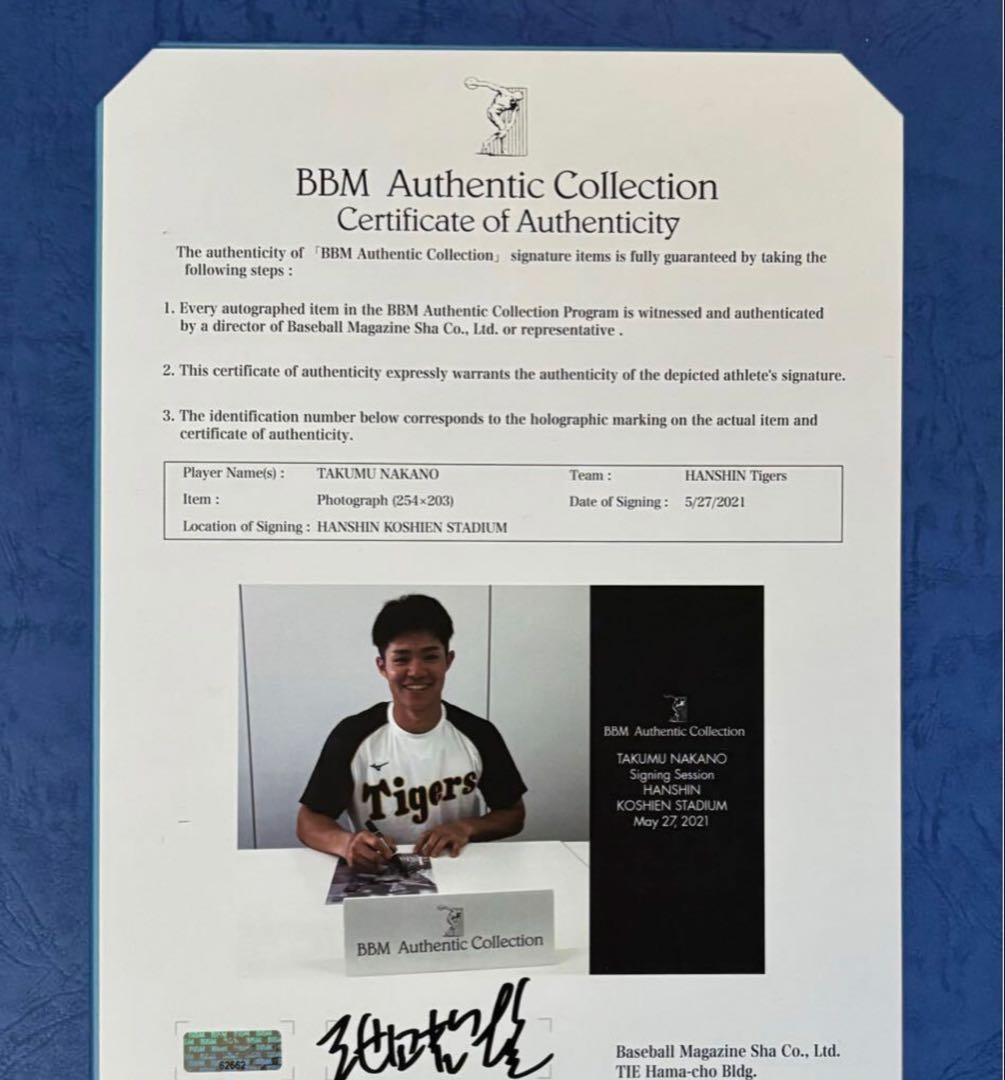 BBM Authentic Collection
Certificate of Authenticity
The authenticity of 「BBM Authentic Collection」 signature items is fully guaranteed by taking the
following steps :
1. Every autographed item in the BBM Authentic Collection Program is witnessed and authenticated
by a director of Baseball Magazine Sha Co., Ltd. or representative .
2. This certificate of authenticity expressly warrants the authenticity of the depicted athlete's signature.
3. The identification number below corresponds to the holographic marking on the actual item and
certificate of authenticity.
Player Name(s) : TAKUMU NAKANO Team : HANSHIN Tigers
Item : Photograph (254×203) Date of Signing : 5/27/2021
Location of Signing : HANSHIN KOSHIEN STADIUM
Tigers
BBM Authentic Collection
TAKUMU NAKANO
Signing Session
HANSHIN
KOSHIEN STADIUM
May 27, 2021
BBM Authentic Collection
62662
Baseball Magazine Sha Co., Ltd.
TIE Hama-cho Bldg.